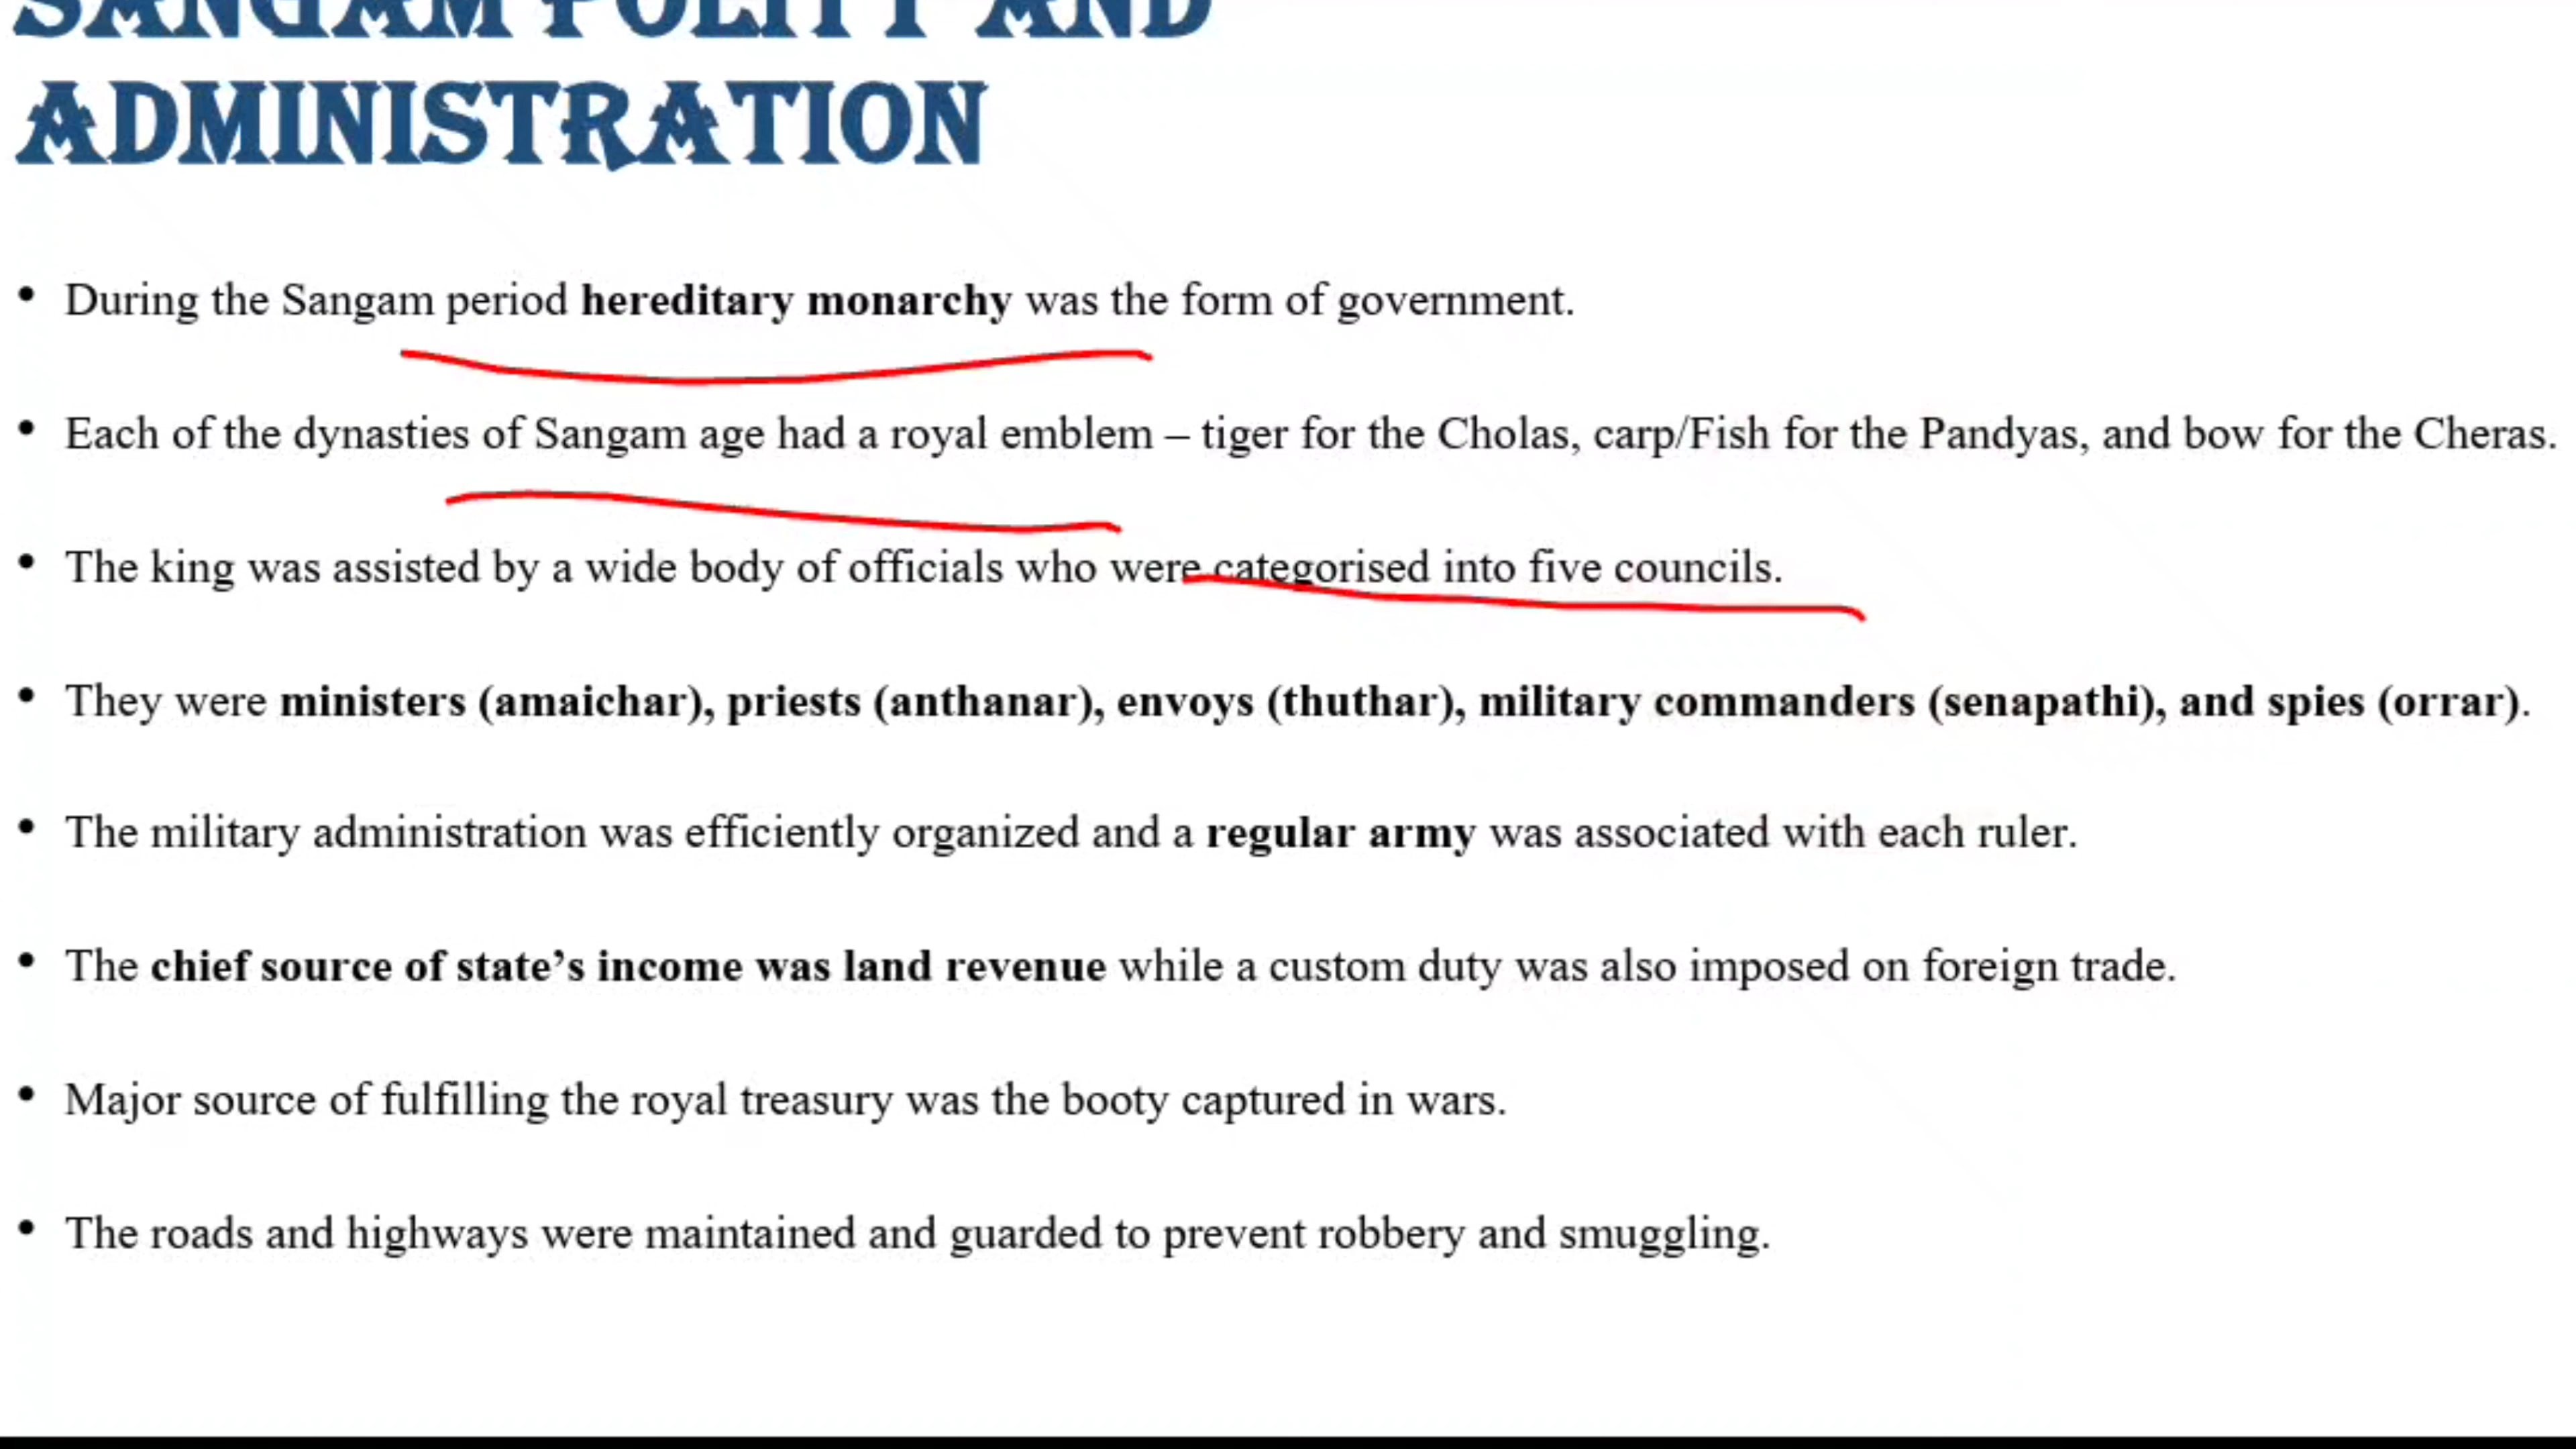 SANGAM POLITY AND
ADMINISTRATION
• During the Sangam period hereditary monarchy was the form of government.
• Each of the dynasties of Sangam age had a royal emblem – tiger for the Cholas, carp/Fish for the Pandyas, and bow for the Cheras.
• The king was assisted by a wide body of officials who were categorised into five councils.
• They were ministers (amaichar), priests (anthanar), envoys (thuthar), military commanders (senapathi), and spies (orrar).
• The military administration was efficiently organized and a regular army was associated with each ruler.
• The chief source of state’s income was land revenue while a custom duty was also imposed on foreign trade.
• Major source of fulfilling the royal treasury was the booty captured in wars.
• The roads and highways were maintained and guarded to prevent robbery and smuggling.